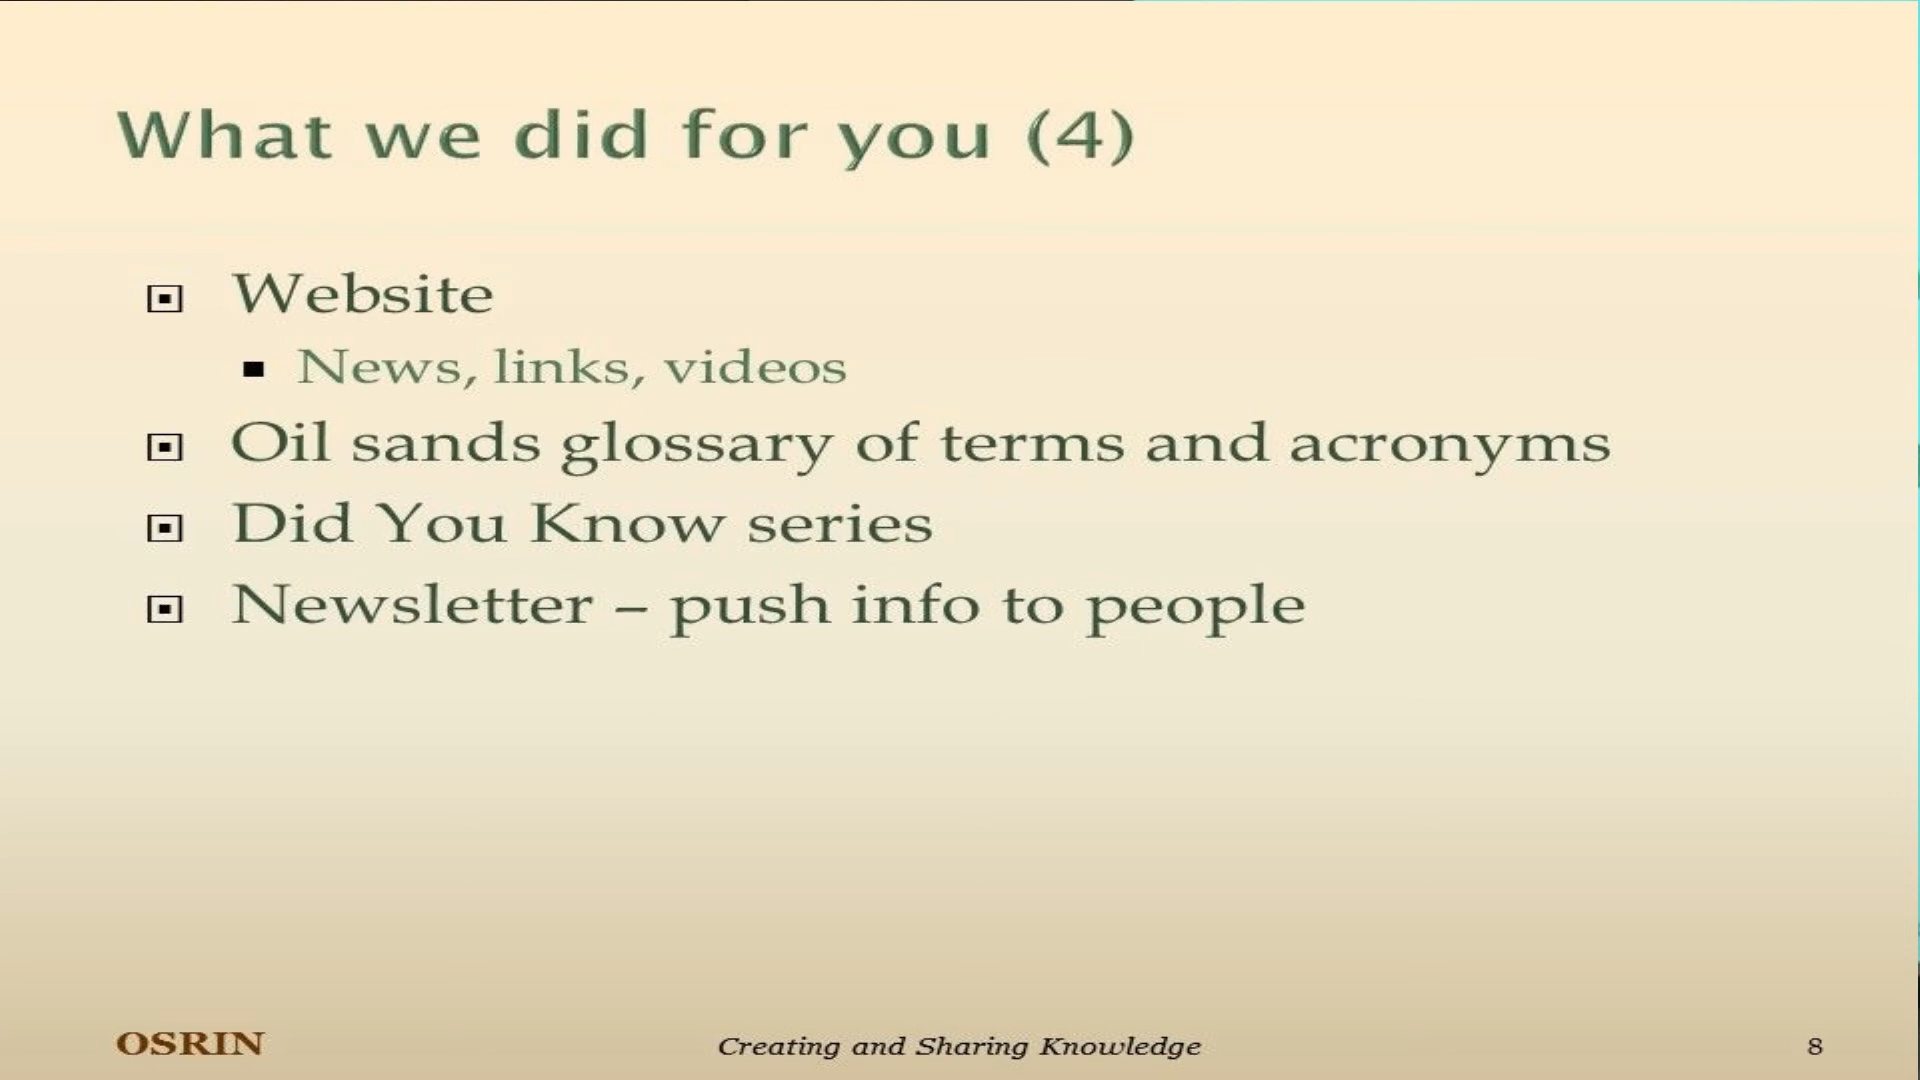 What we did for you (4)
Website
News, links, videos
Oil sands glossary of terms and acronyms
Did You Know series
Newsletter – push info to people
OSRIN
Creating and Sharing Knowledge
8